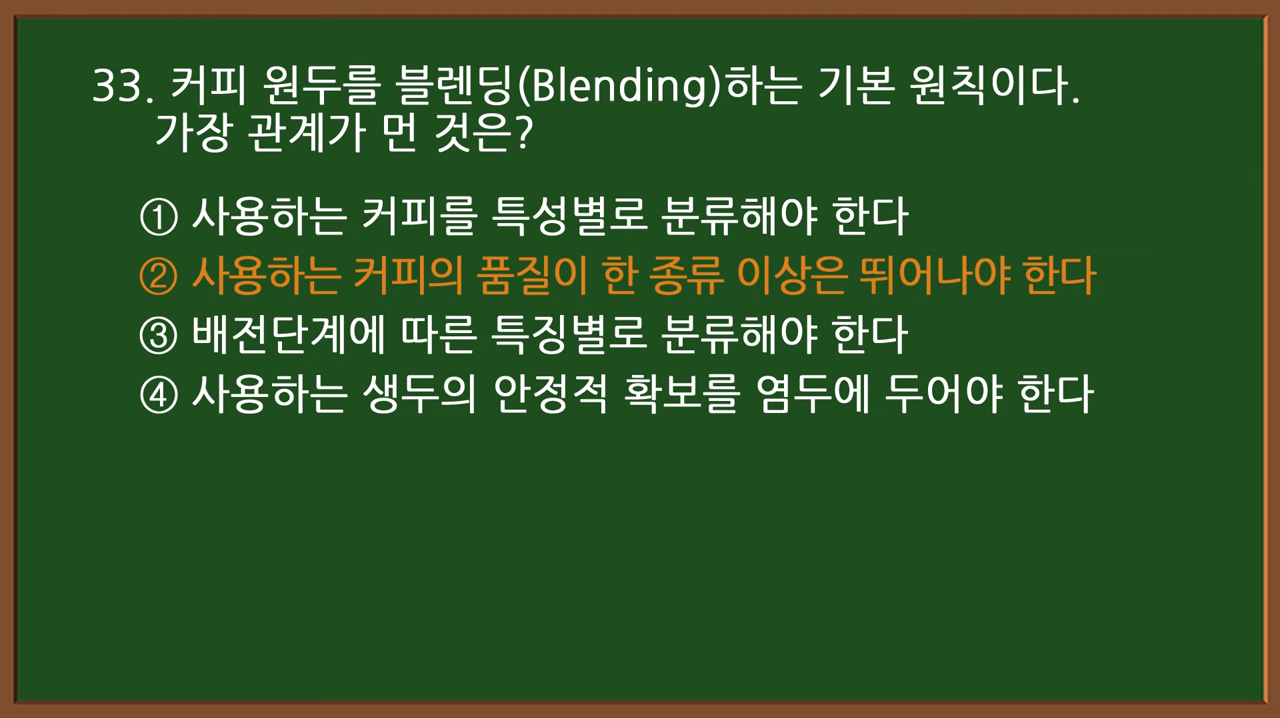 33. 커피 원두를 블렌딩(Blending)하는 기본 원칙이다.
가장 관계가 먼 것은?
① 사용하는 커피를 특성별로 분류해야 한다
② 사용하는 커피의 품질이 한 종류 이상은 뛰어나야 한다
③ 배전단계에 따른 특징별로 분류해야 한다
④ 사용하는 생두의 안정적 확보를 염두에 두어야 한다